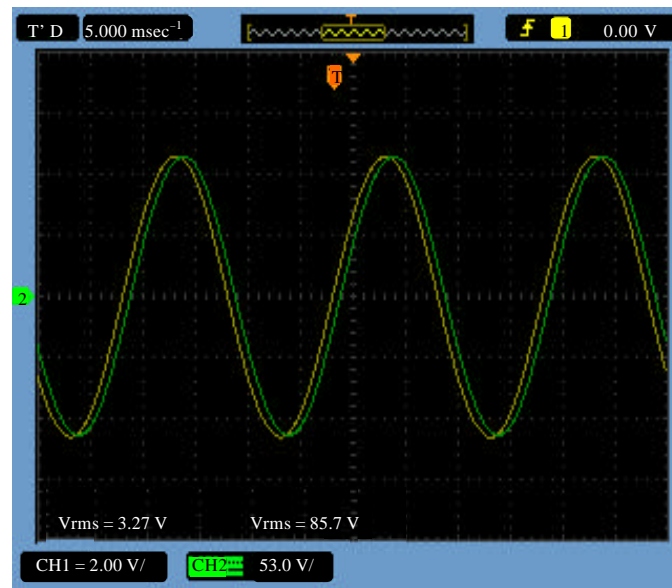 T' D 5.000 msec⁻¹ T 1 0.00 V
T
2
Vrms = 3.27 V Vrms = 85.7 V
CH1 = 2.00 V/ CH2 53.0 V/